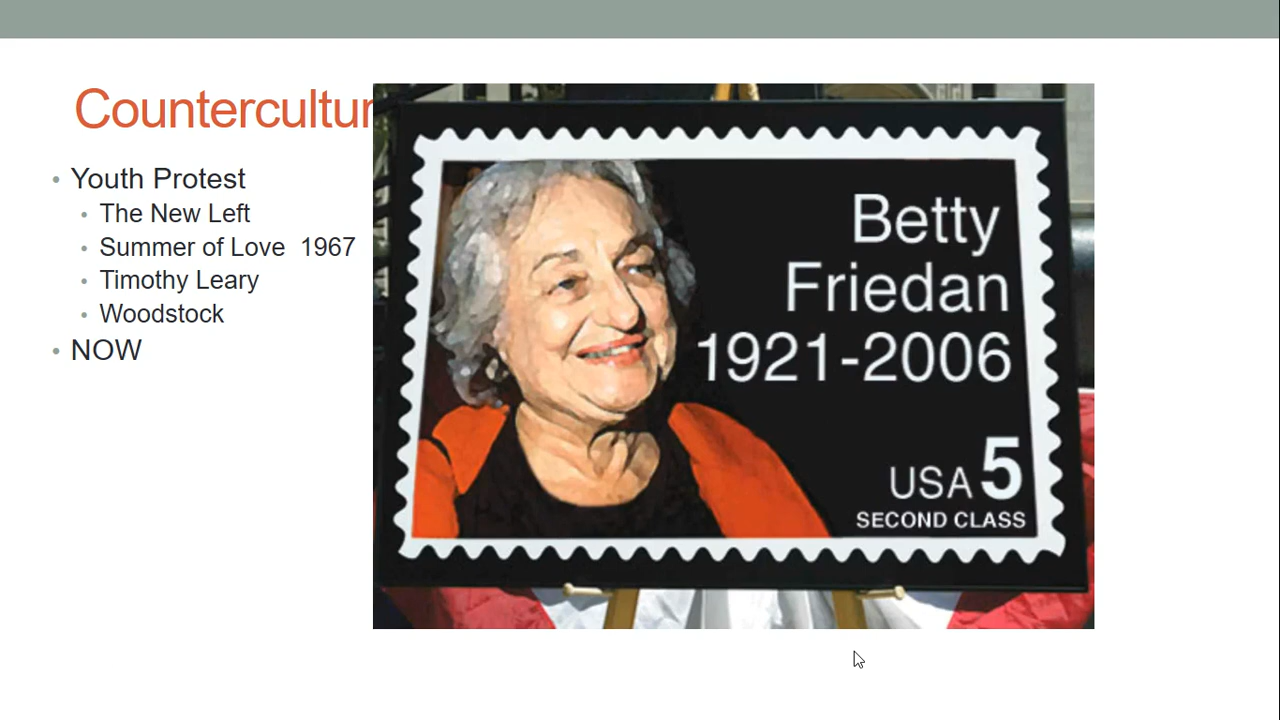 Countercultur
Youth Protest
The New Left
Summer of Love 1967
Timothy Leary
Woodstock
NOW
Betty
Friedan
1921-2006
USA 5
SECOND CLASS